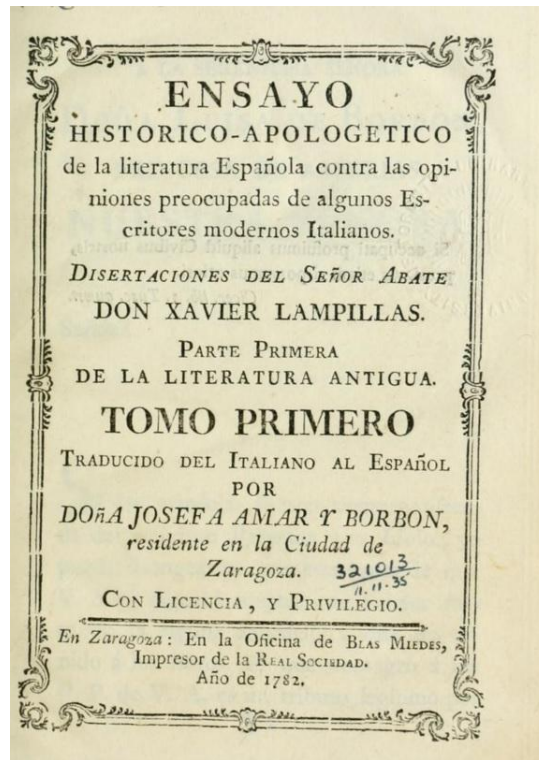 ENSAYO
HISTORICO-APOLOGETICO
de la literatura Española contra las opi-
niones preocupadas de algunos Es-
critores modernos Italianos.
DISERTACIONES DEL SEÑOR ABATE
DON XAVIER LAMPILLAS.
PARTE PRIMERA
DE LA LITERATURA ANTIGUA.
TOMO PRIMERO
TRADUCIDO DEL ITALIANO AL ESPAÑOL
POR
DOñA JOSEFA AMAR Y BORBON,
residente en la Ciudad de
Zaragoza. 321013
11.11.35
CON LICENCIA, Y PRIVILEGIO.
En Zaragoza: En la Oficina de BLAS MIEDES,
Impresor de la REAL SOCIEDAD.
Año de 1782.